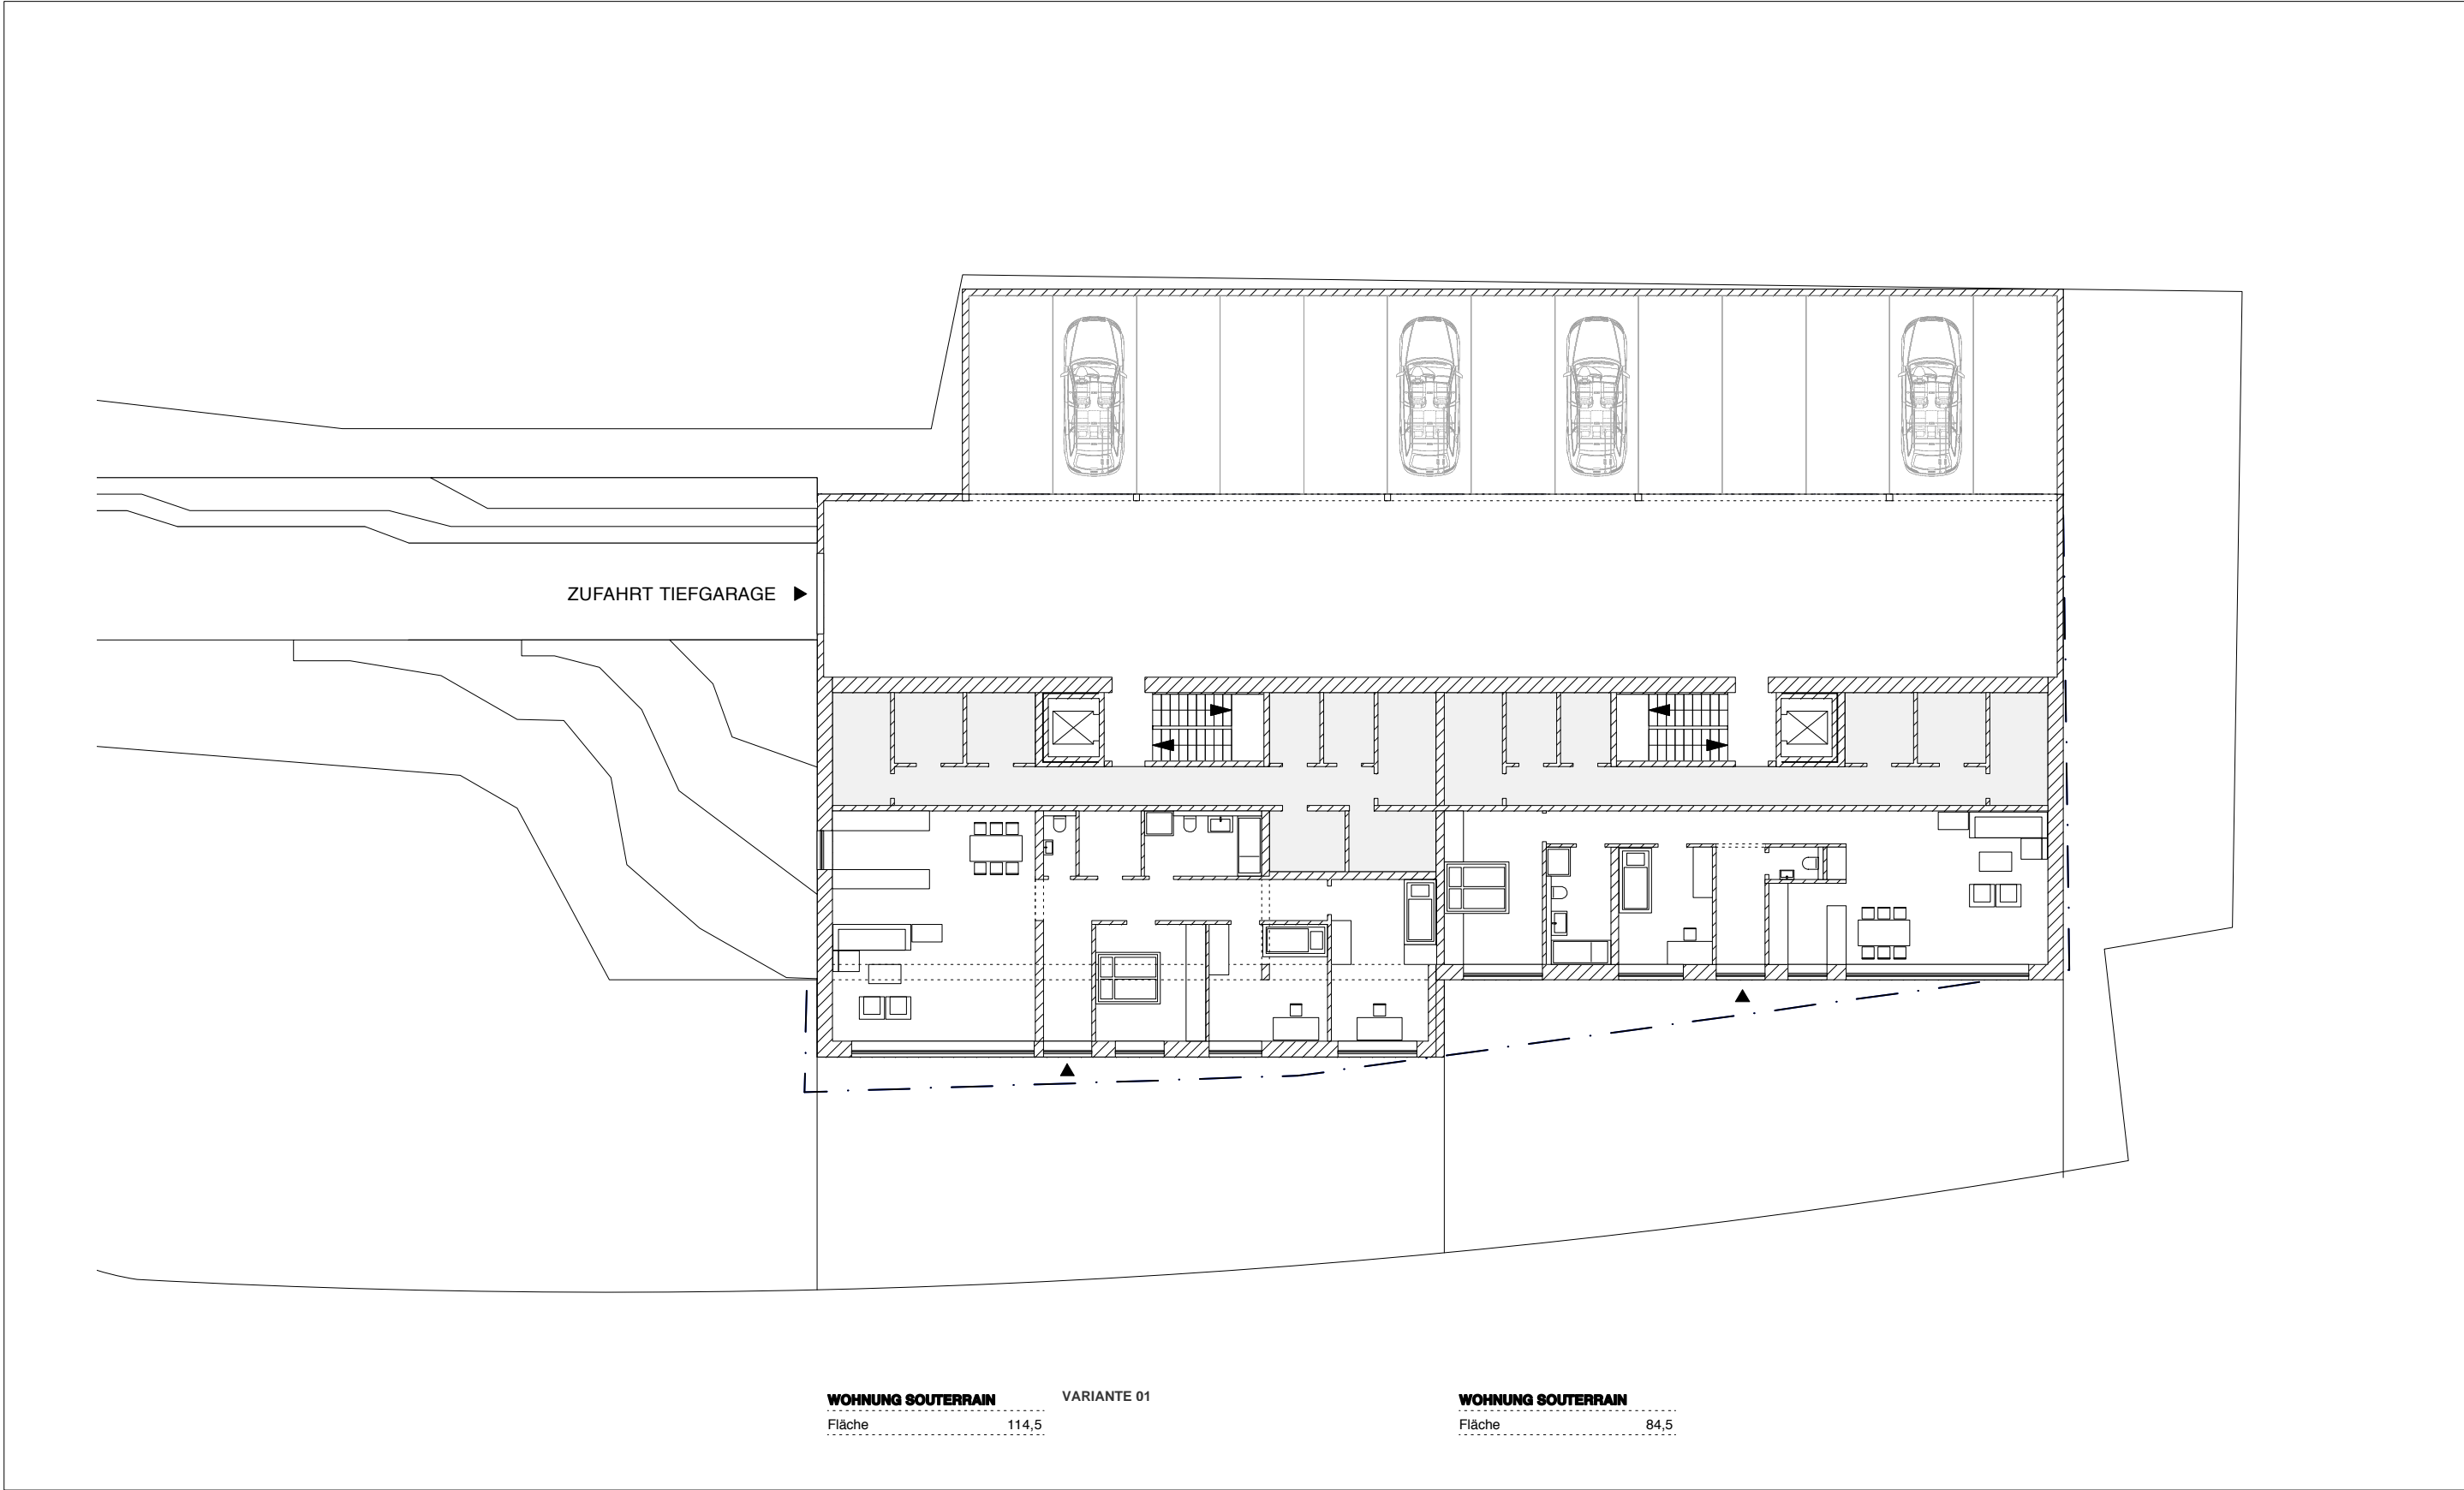 ZUFAHRT TIEFGARAGE
WOHNUNG SOUTERRAIN VARIANTE 01
Fläche 114,5
WOHNUNG SOUTERRAIN
Fläche 84,5